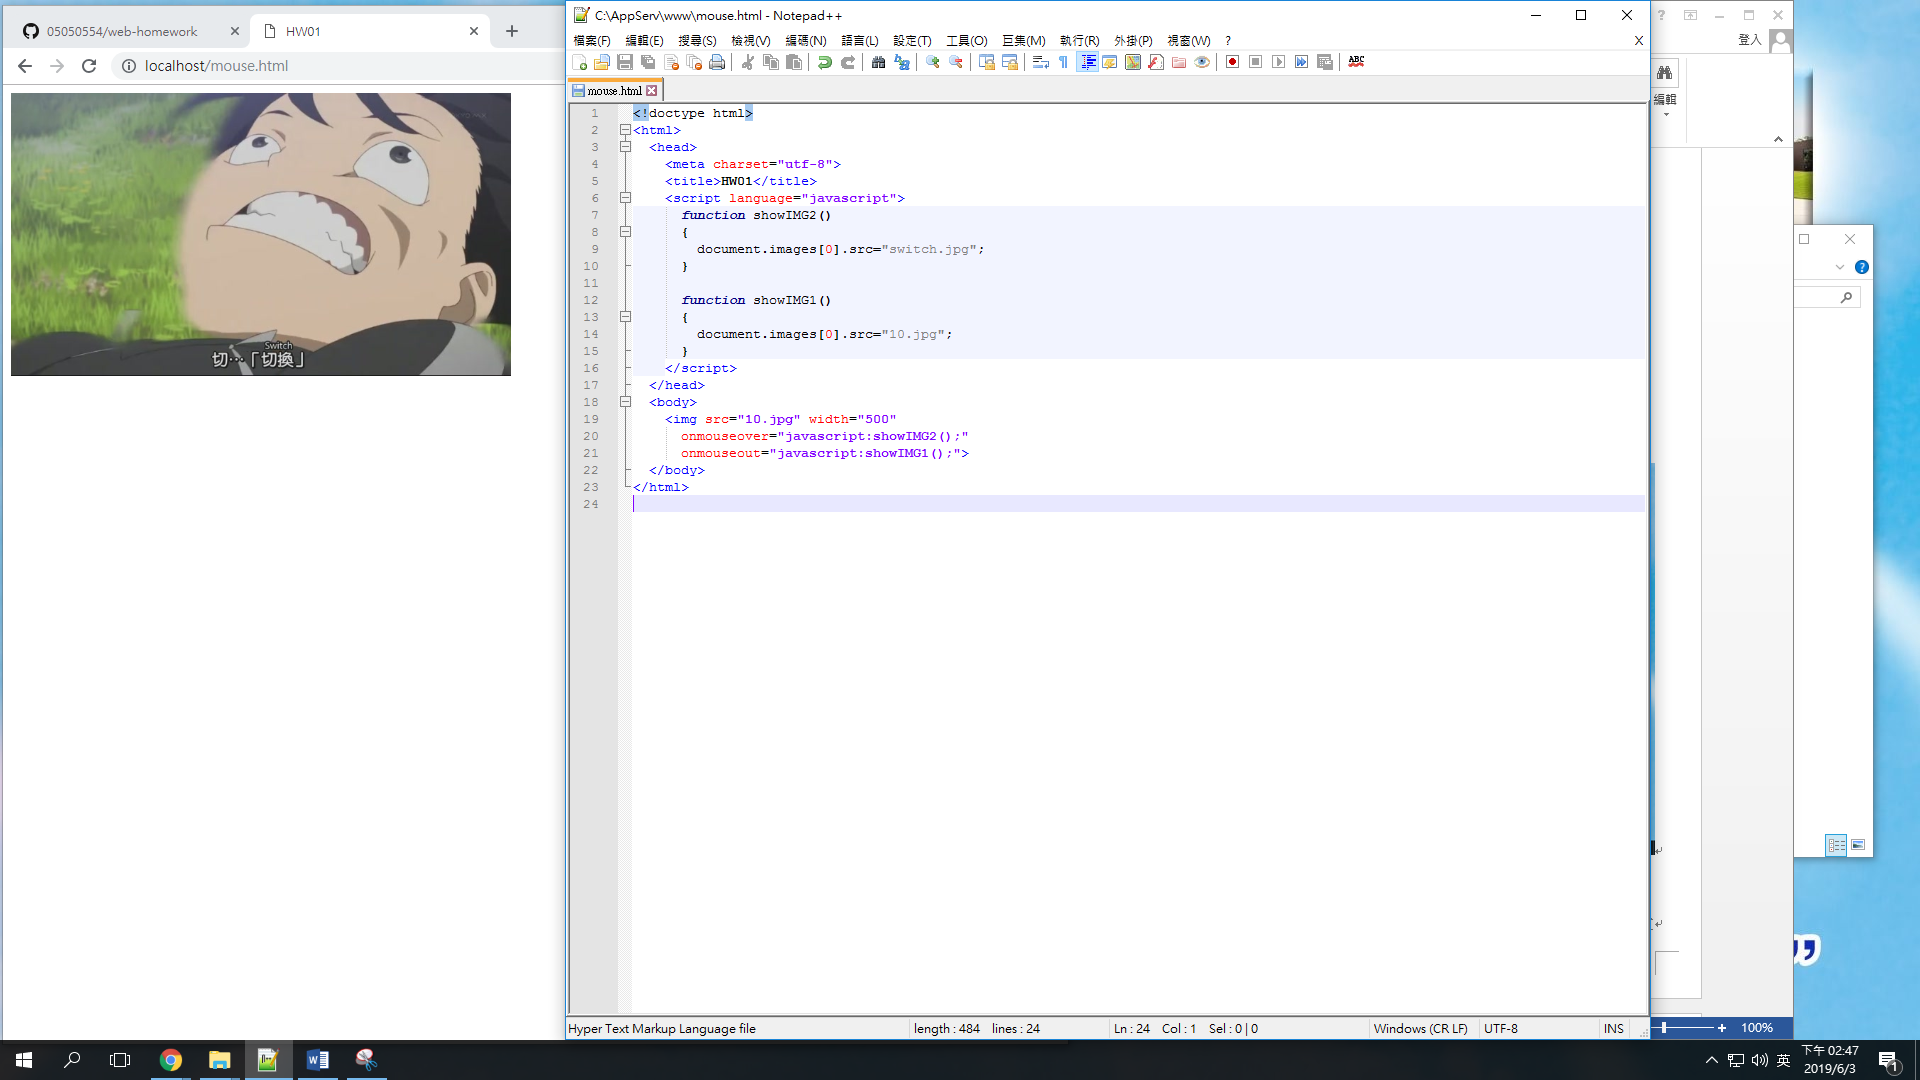 05050554/web-homework
HW01
localhost/mouse.html
Switch
切…「切換」
C:\AppServ\www\mouse.html - Notepad++
檔案(F) 編輯(E) 搜尋(S) 檢視(V) 編碼(N) 語言(L) 設定(T) 工具(O) 巨集(M) 執行(R) 外掛(P) 視窗(W) ? X
ABC
mouse.html
1 <!doctype html>
2 <html>
3 <head>
4 <meta charset="utf-8">
5 <title>HW01</title>
6 <script language="javascript">
7 function showIMG2()
8 {
9 document.images[0].src="switch.jpg";
10 }
11
12 function showIMG1()
13 {
14 document.images[0].src="10.jpg";
15 }
16 </script>
17 </head>
18 <body>
19 <img src="10.jpg" width="500"
20 onmouseover="javascript:showIMG2();"
21 onmouseout="javascript:showIMG1();">
22 </body>
23 </html>
24
Hyper Text Markup Language file length : 484 lines : 24 Ln : 24 Col : 1 Sel : 0 | 0 Windows (CR LF) UTF-8 INS
?
登入
編輯
100%
英
下午 02:47
2019/6/3
1